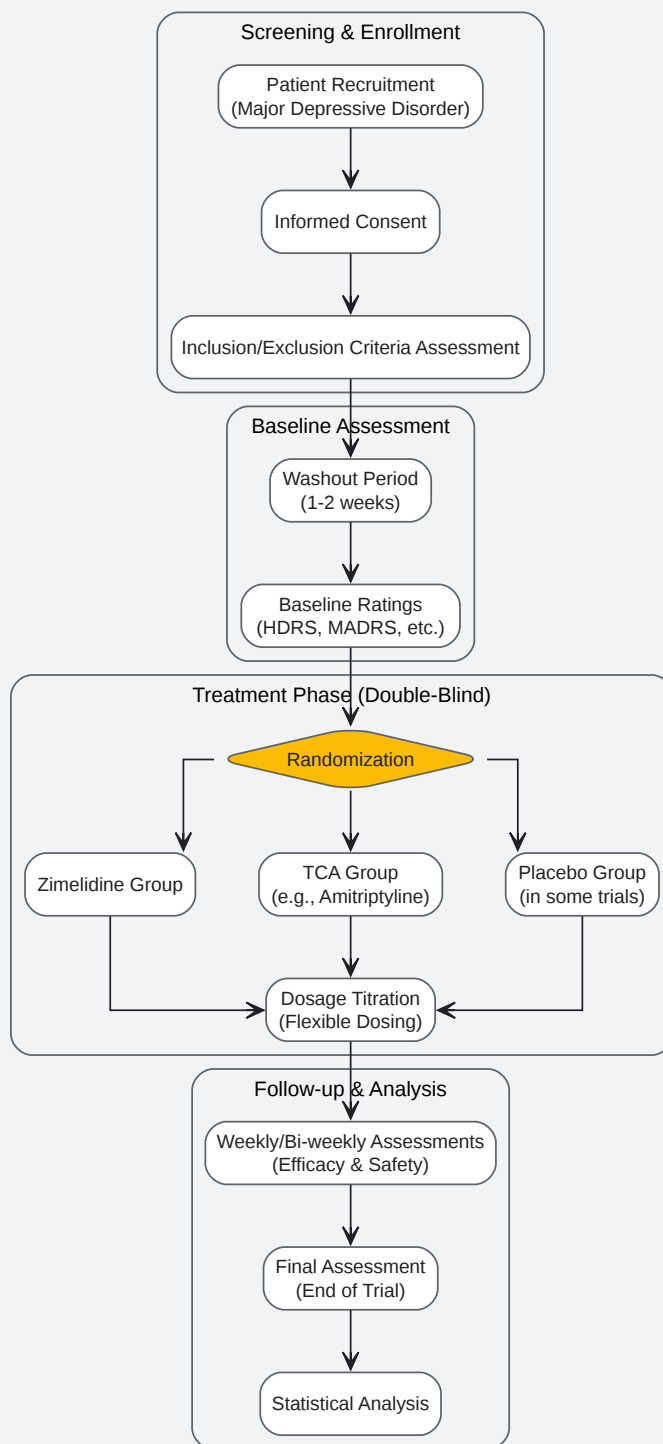 Screening & Enrollment
Patient Recruitment
(Major Depressive Disorder)
Informed Consent
Inclusion/Exclusion Criteria Assessment
Baseline Assessment
Washout Period
(1-2 weeks)
Baseline Ratings
(HDRS, MADRS, etc.)
Treatment Phase (Double-Blind)
Randomization
Zimelidine Group
TCA Group
(e.g., Amitriptyline)
Placebo Group
(in some trials)
Dosage Titration
(Flexible Dosing)
Follow-up & Analysis
Weekly/Bi-weekly Assessments
(Efficacy & Safety)
Final Assessment
(End of Trial)
Statistical Analysis